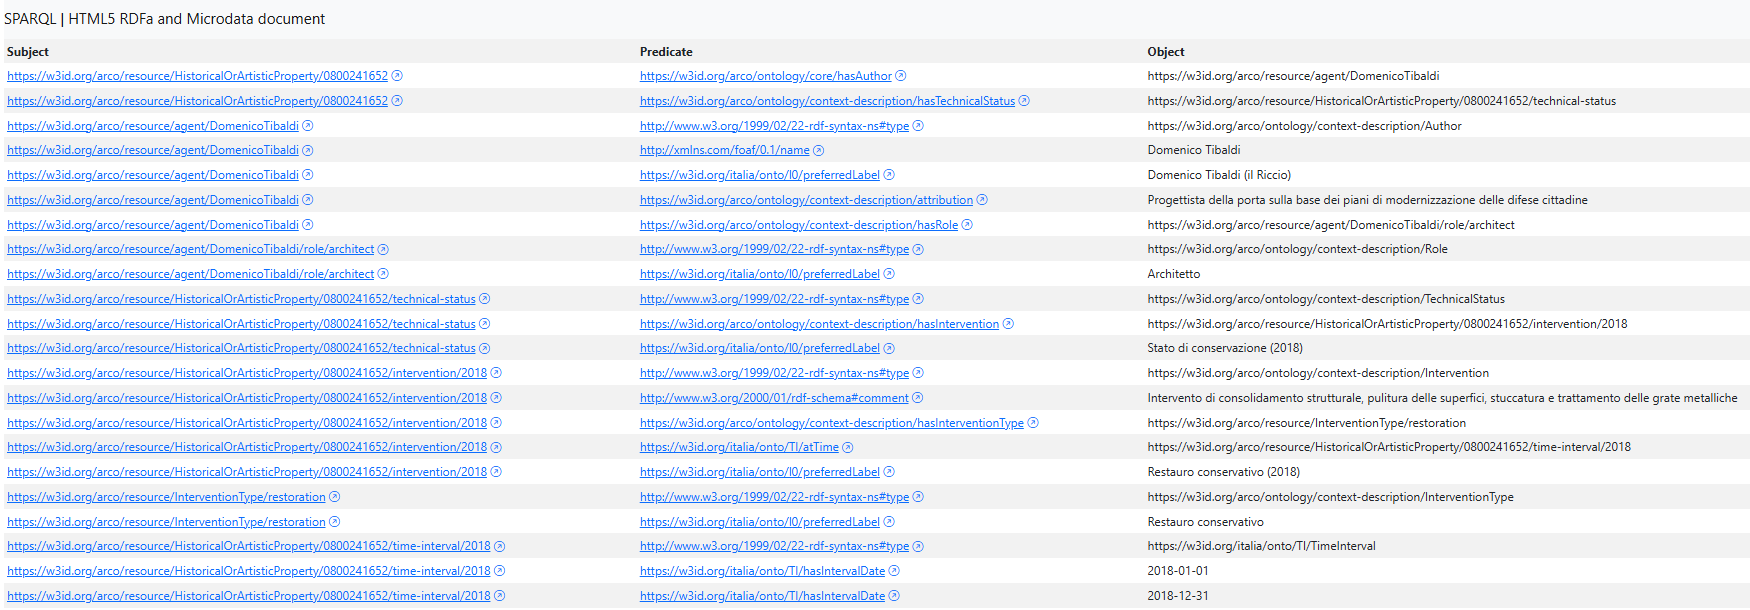 SPARQL | HTML5 RDFa and Microdata document
Subject Predicate Object
https://w3id.org/arco/resource/HistoricalOrArtisticProperty/0800241652 https://w3id.org/arco/ontology/core/hasAuthor https://w3id.org/arco/resource/agent/DomenicoTibaldi
https://w3id.org/arco/resource/HistoricalOrArtisticProperty/0800241652 https://w3id.org/arco/ontology/context-description/hasTechnicalStatus https://w3id.org/arco/resource/HistoricalOrArtisticProperty/0800241652/technical-status
https://w3id.org/arco/resource/agent/DomenicoTibaldi http://www.w3.org/1999/02/22-rdf-syntax-ns#type https://w3id.org/arco/ontology/context-description/Author
https://w3id.org/arco/resource/agent/DomenicoTibaldi http://xmlns.com/foaf/0.1/name Domenico Tibaldi
https://w3id.org/arco/resource/agent/DomenicoTibaldi https://w3id.org/italia/onto/l0/preferredLabel Domenico Tibaldi (il Riccio)
https://w3id.org/arco/resource/agent/DomenicoTibaldi https://w3id.org/arco/ontology/context-description/attribution Progettista della porta sulla base dei piani di modernizzazione delle difese cittadine
https://w3id.org/arco/resource/agent/DomenicoTibaldi https://w3id.org/arco/ontology/context-description/hasRole https://w3id.org/arco/resource/agent/DomenicoTibaldi/role/architect
https://w3id.org/arco/resource/agent/DomenicoTibaldi/role/architect http://www.w3.org/1999/02/22-rdf-syntax-ns#type https://w3id.org/arco/ontology/context-description/Role
https://w3id.org/arco/resource/agent/DomenicoTibaldi/role/architect https://w3id.org/italia/onto/l0/preferredLabel Architetto
https://w3id.org/arco/resource/HistoricalOrArtisticProperty/0800241652/technical-status http://www.w3.org/1999/02/22-rdf-syntax-ns#type https://w3id.org/arco/ontology/context-description/TechnicalStatus
https://w3id.org/arco/resource/HistoricalOrArtisticProperty/0800241652/technical-status https://w3id.org/arco/ontology/context-description/hasIntervention https://w3id.org/arco/resource/HistoricalOrArtisticProperty/0800241652/intervention/2018
https://w3id.org/arco/resource/HistoricalOrArtisticProperty/0800241652/technical-status https://w3id.org/italia/onto/l0/preferredLabel Stato di conservazione (2018)
https://w3id.org/arco/resource/HistoricalOrArtisticProperty/0800241652/intervention/2018 http://www.w3.org/1999/02/22-rdf-syntax-ns#type https://w3id.org/arco/ontology/context-description/Intervention
https://w3id.org/arco/resource/HistoricalOrArtisticProperty/0800241652/intervention/2018 http://www.w3.org/2000/01/rdf-schema#comment Intervento di consolidamento strutturale, pulitura delle superfici, stuccatura e trattamento delle grate metalliche
https://w3id.org/arco/resource/HistoricalOrArtisticProperty/0800241652/intervention/2018 https://w3id.org/arco/ontology/context-description/hasInterventionType https://w3id.org/arco/resource/InterventionType/restoration
https://w3id.org/arco/resource/HistoricalOrArtisticProperty/0800241652/intervention/2018 https://w3id.org/italia/onto/TI/atTime https://w3id.org/arco/resource/HistoricalOrArtisticProperty/0800241652/time-interval/2018
https://w3id.org/arco/resource/HistoricalOrArtisticProperty/0800241652/intervention/2018 https://w3id.org/italia/onto/l0/preferredLabel Restauro conservativo (2018)
https://w3id.org/arco/resource/InterventionType/restoration http://www.w3.org/1999/02/22-rdf-syntax-ns#type https://w3id.org/arco/ontology/context-description/InterventionType
https://w3id.org/arco/resource/InterventionType/restoration https://w3id.org/italia/onto/l0/preferredLabel Restauro conservativo
https://w3id.org/arco/resource/HistoricalOrArtisticProperty/0800241652/time-interval/2018 http://www.w3.org/1999/02/22-rdf-syntax-ns#type https://w3id.org/italia/onto/TI/TimeInterval
https://w3id.org/arco/resource/HistoricalOrArtisticProperty/0800241652/time-interval/2018 https://w3id.org/italia/onto/TI/hasIntervalDate 2018-01-01
https://w3id.org/arco/resource/HistoricalOrArtisticProperty/0800241652/time-interval/2018 https://w3id.org/italia/onto/TI/hasIntervalDate 2018-12-31